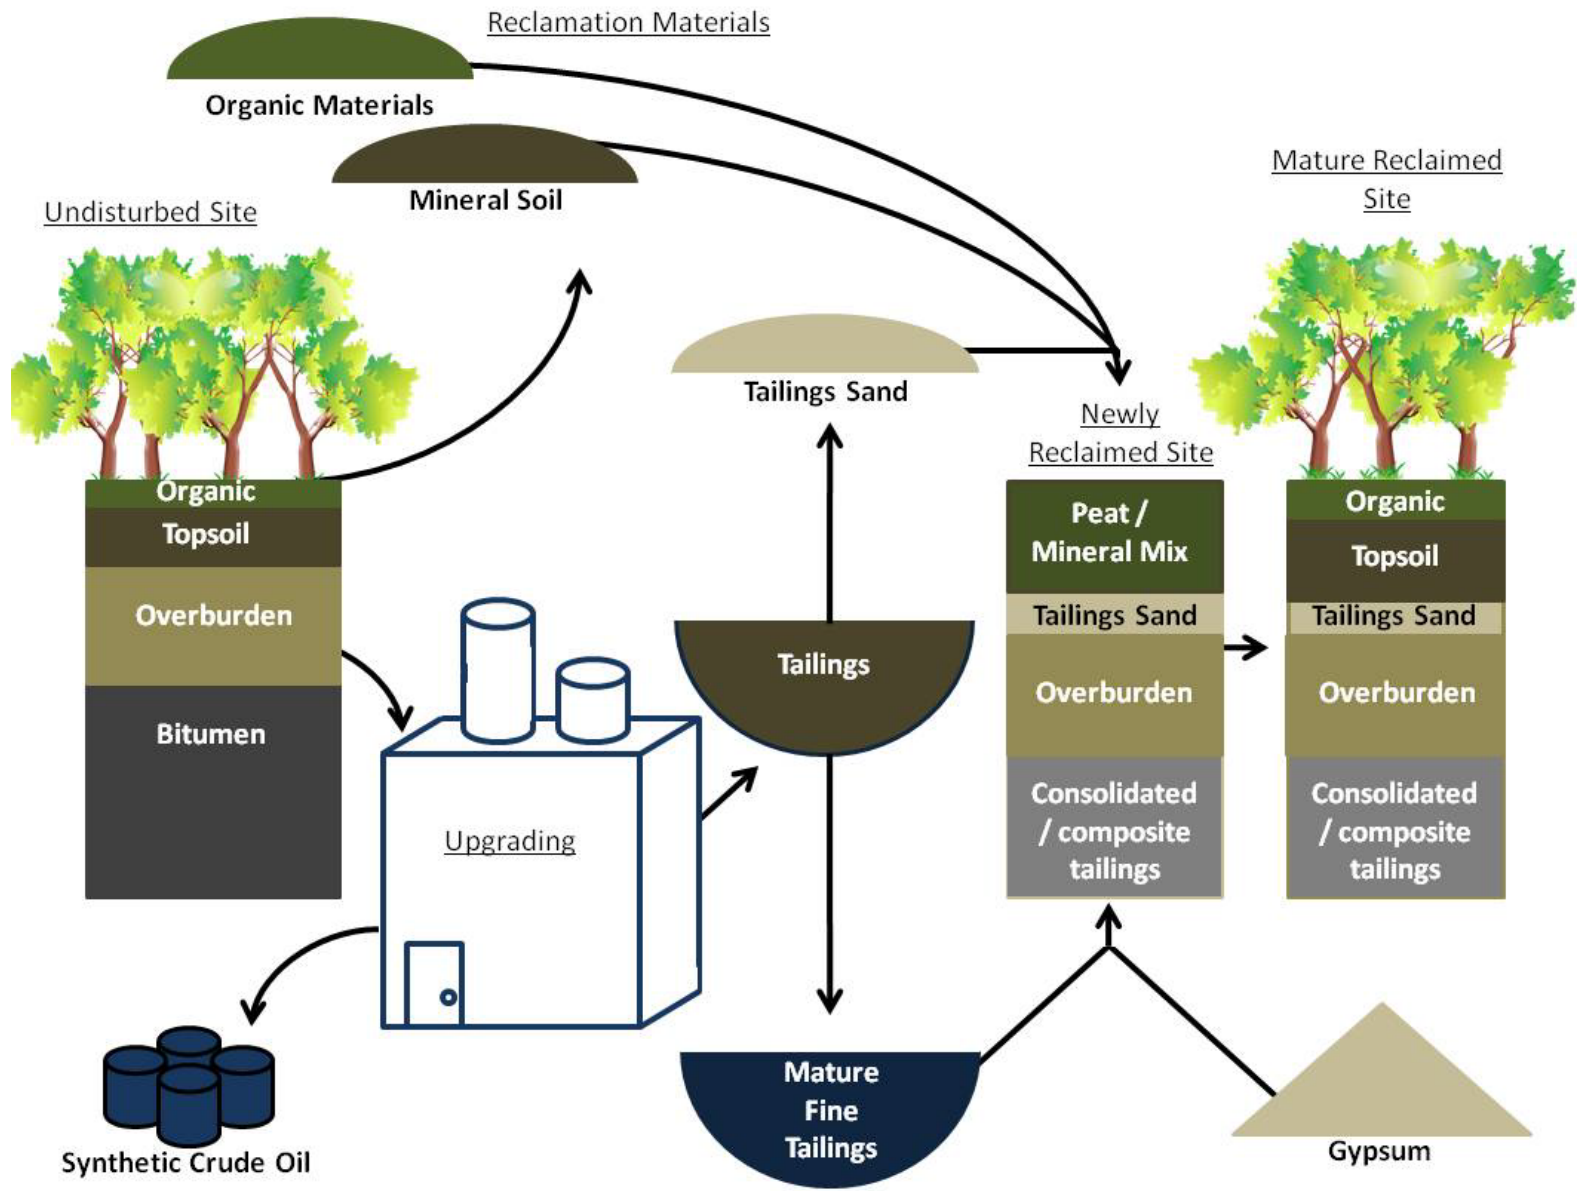 Reclamation Materials
Organic Materials
Mineral Soil
Undisturbed Site
Mature Reclaimed
Site
Tailings Sand
Newly
Reclaimed Site
Organic
Topsoil
Overburden
Bitumen
Upgrading
Tailings
Peat /
Mineral Mix
Tailings Sand
Overburden
Consolidated
/ composite
tailings
Organic
Topsoil
Tailings Sand
Overburden
Consolidated
/ composite
tailings
Synthetic Crude Oil
Mature
Fine
Tailings
Gypsum